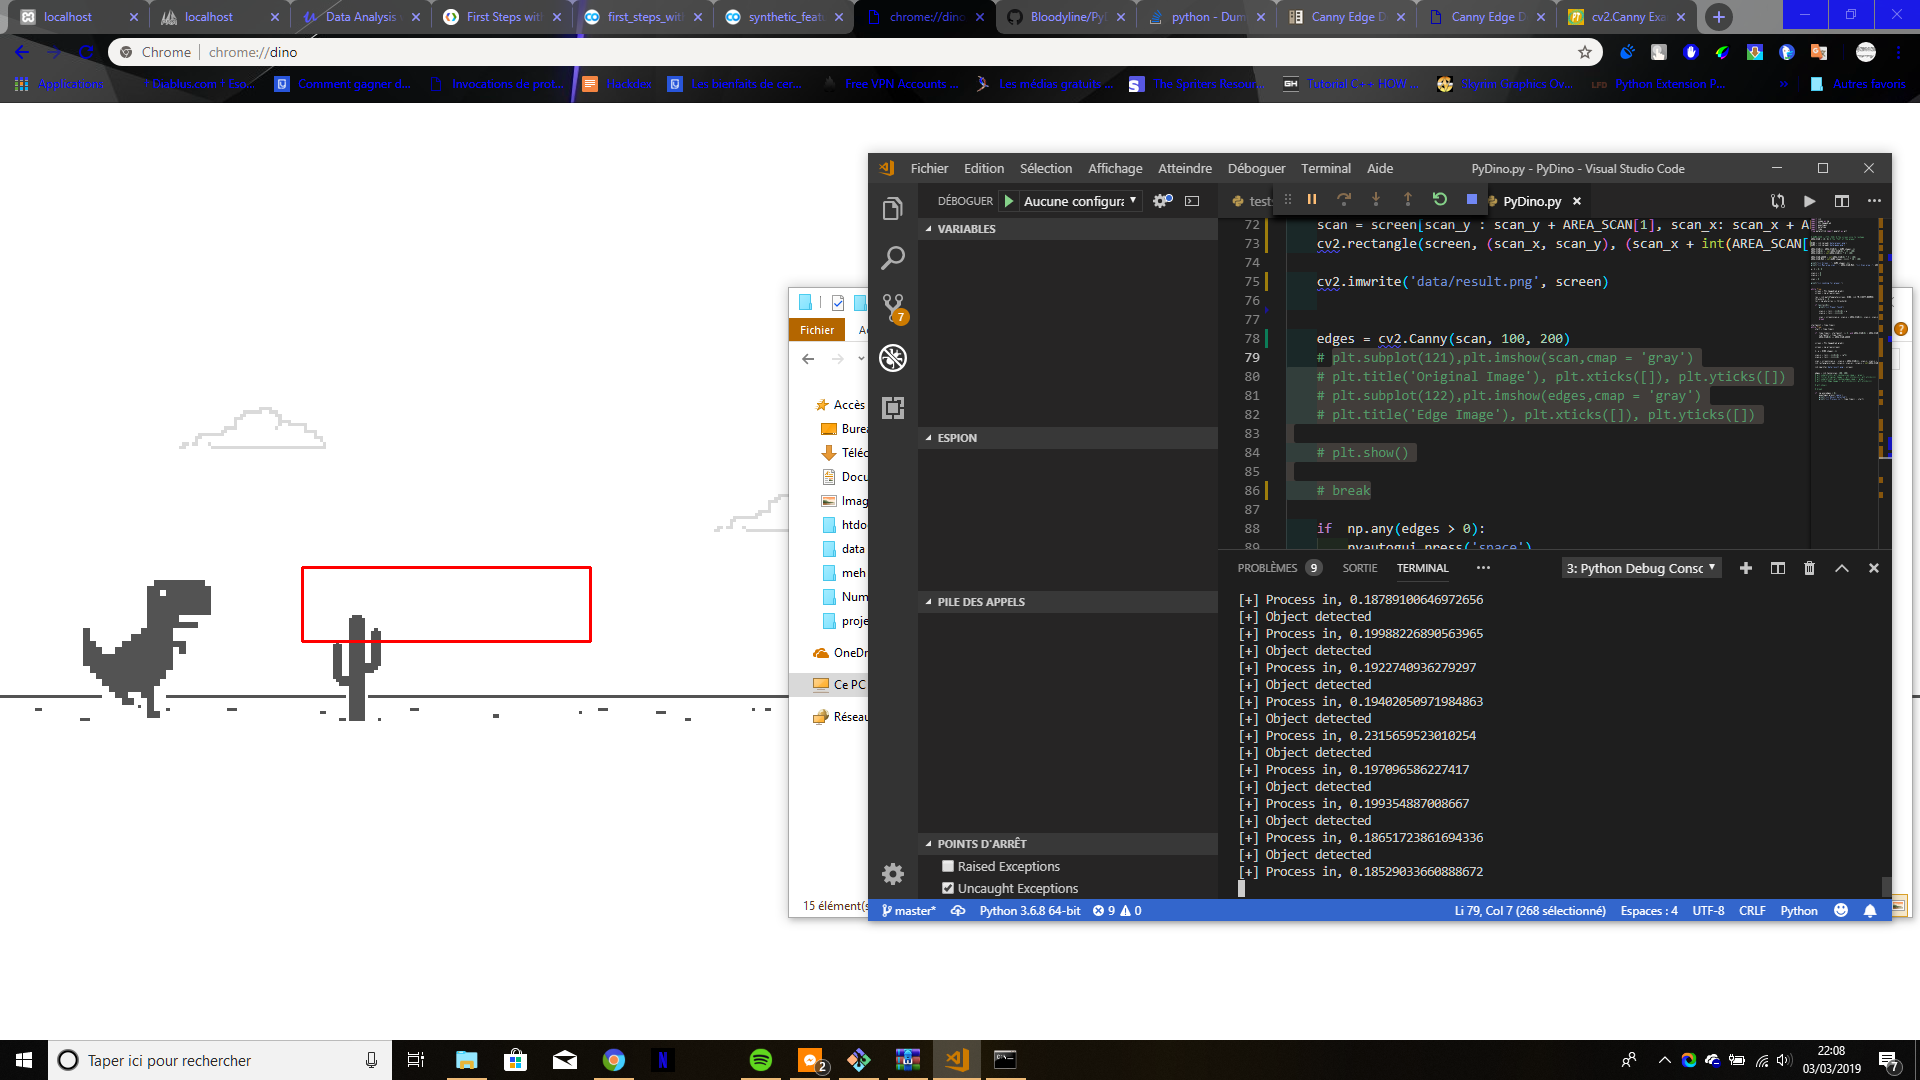 localhost
localhost
Data Analysis
First Steps wit
first_steps_wit
synthetic_featu
chrome://dino
Bloodyline/Py
python - Dum
Canny Edge D
Canny Edge D
cv2.Canny Exa
Chrome | chrome://dino
Applications
Comment gagner d...
Invocations de prob...
Hackdex
Les bienfaits de cer...
Free VPN Accounts ...
Les médias gratuits ...
The Spriters Resour...
GH Tutorial C++ HOW ...
Skyrim Graphics Ov...
LFD Python Extension P...
» Autres favoris
Fichier Edition Sélection Affichage Atteindre Déboguer Terminal Aide
PyDino.py - PyDino - Visual Studio Code
DÉBOGUER Aucune configura
test
PyDino.py
VARIABLES
ESPION
PILE DES APPELS
POINTS D'ARRÊT
Raised Exceptions
Uncaught Exceptions
7
72 scan = screen[scan_y : scan_y + AREA_SCAN[1], scan_x: scan_x + A
73 cv2.rectangle(screen, (scan_x, scan_y), (scan_x + int(AREA_SCAN[
74
75 cv2.imwrite('data/result.png', screen)
76
77
78 edges = cv2.Canny(scan, 100, 200)
79 # plt.subplot(121),plt.imshow(scan,cmap = 'gray')
80 # plt.title('Original Image'), plt.xticks([]), plt.yticks([])
81 # plt.subplot(122),plt.imshow(edges,cmap = 'gray')
82 # plt.title('Edge Image'), plt.xticks([]), plt.yticks([])
83
84 # plt.show()
85
86 # break
87
88 if np.any(edges > 0):
89 pyautogui.press('space')
PROBLÈMES 9 SORTIE TERMINAL ··· 3: Python Debug Consc
[+] Process in, 0.18789100646972656
[+] Object detected
[+] Process in, 0.19988226890563965
[+] Object detected
[+] Process in, 0.1922740936279297
[+] Object detected
[+] Process in, 0.19402050971984863
[+] Object detected
[+] Process in, 0.2315659523010254
[+] Object detected
[+] Process in, 0.197096586227417
[+] Object detected
[+] Process in, 0.199354887008667
[+] Object detected
[+] Process in, 0.18651723861694336
[+] Object detected
[+] Process in, 0.18529033660888672
master* Python 3.6.8 64-bit 9 0
Li 79, Col 7 (268 sélectionné) Espaces : 4 UTF-8 CRLF Python
Fichier
Accès
Burea
Téléc
Docu
Imag
htdo
data
meh
Num
proje
OneDr
Ce PC
Réseau
15 élément(s
Taper ici pour rechercher
2
22:08
03/03/2019
7